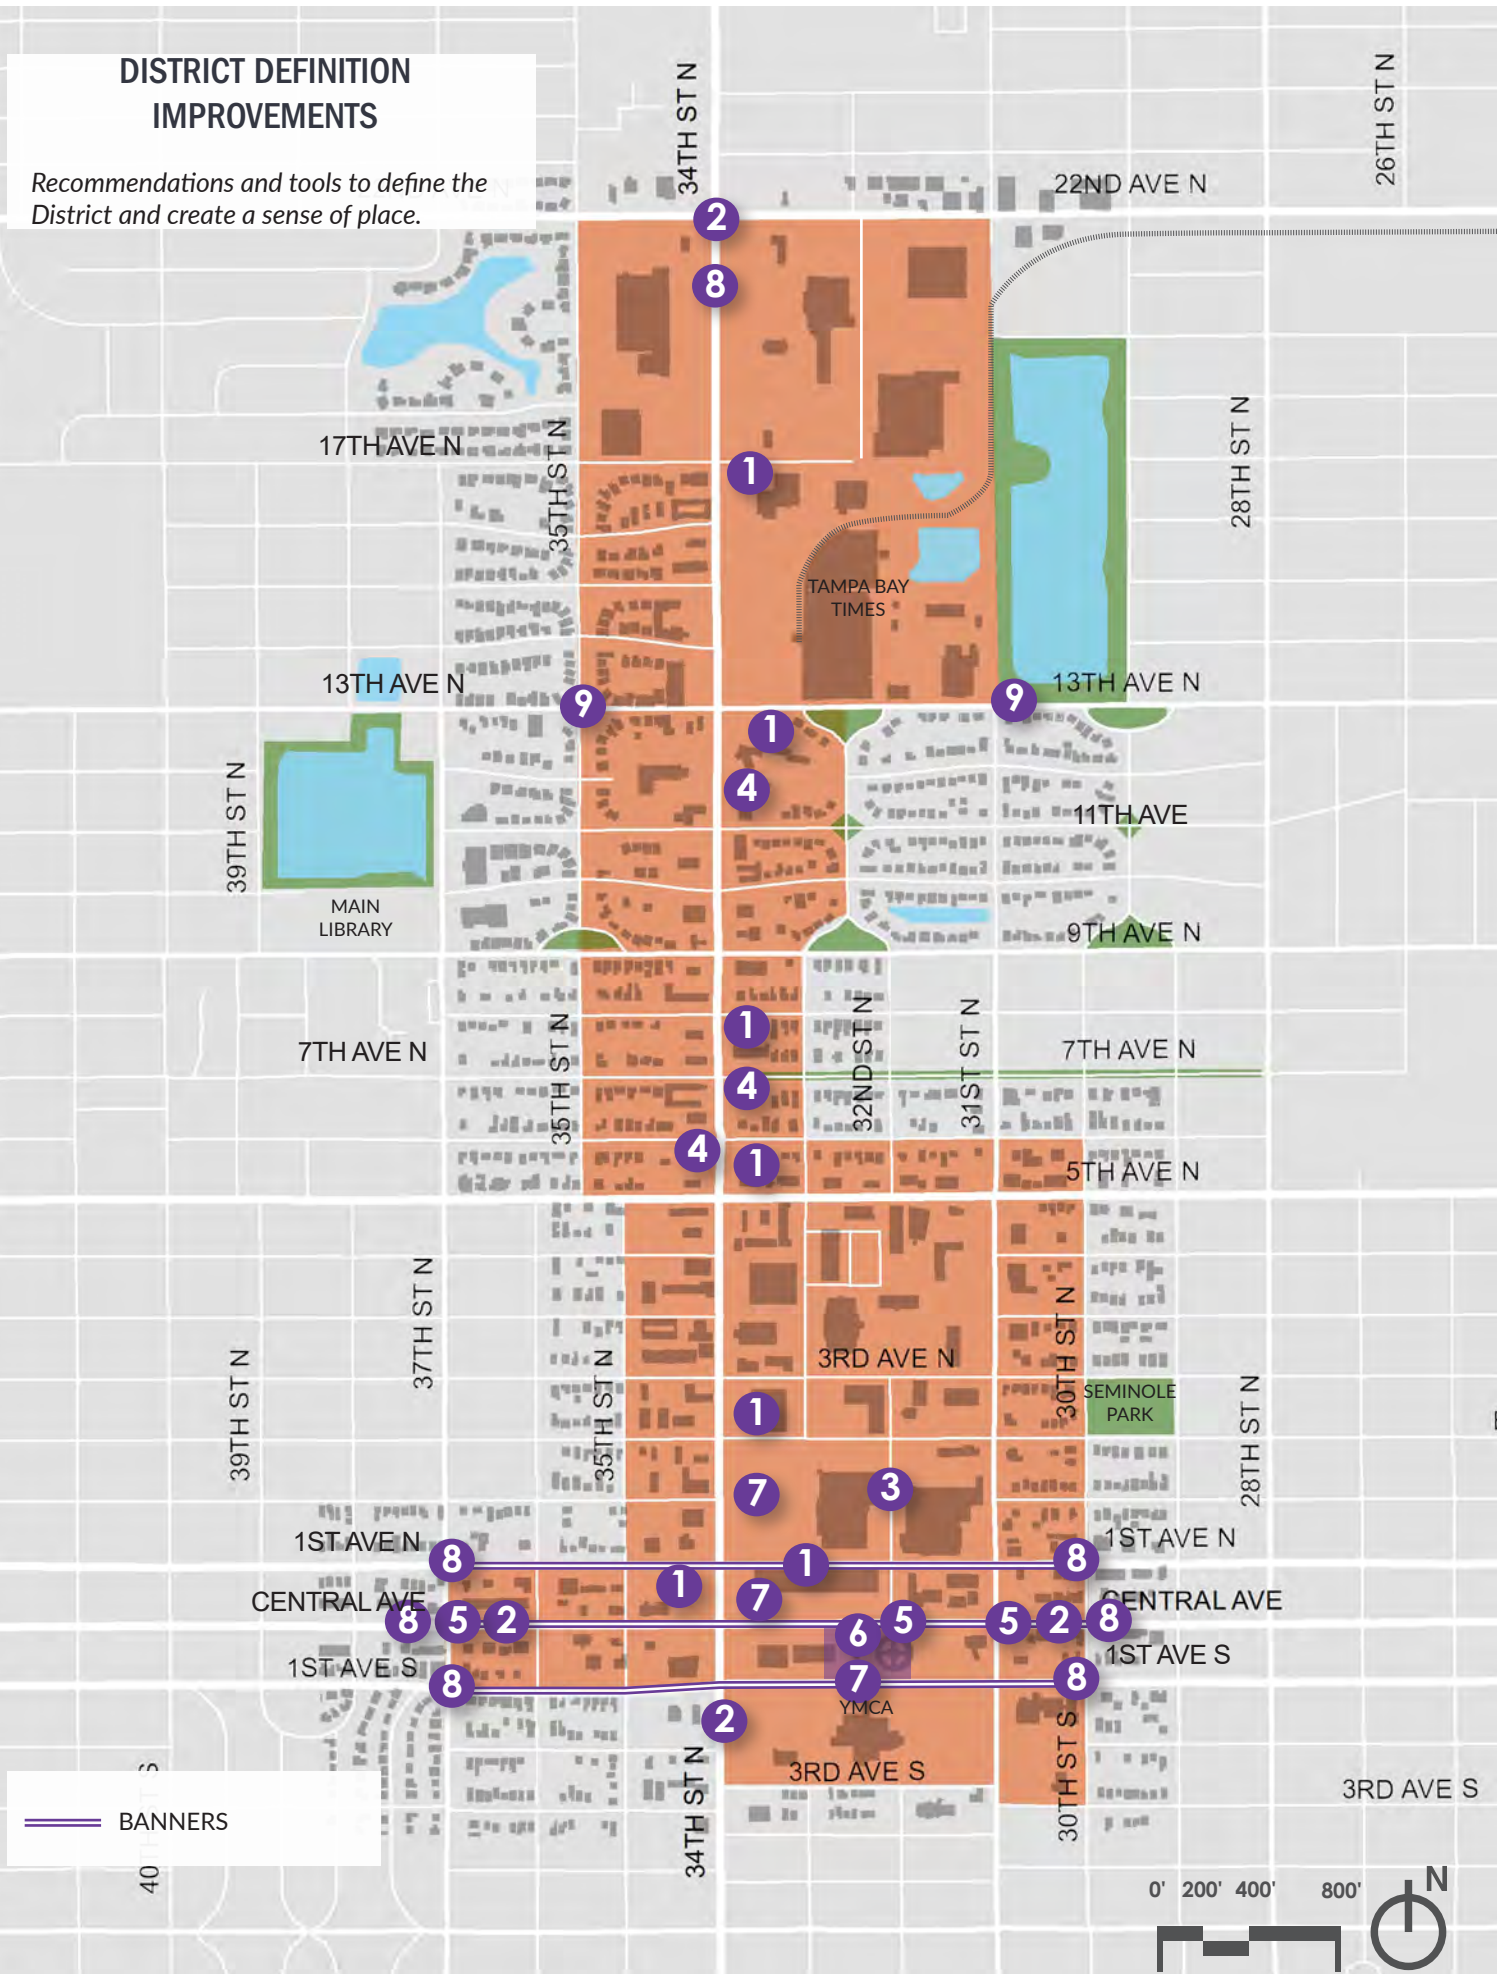 DISTRICT DEFINITION
IMPROVEMENTS
Recommendations and tools to define the
District and create a sense of place.
34TH ST N
26TH ST N
22ND AVE N
2
8
17TH AVE N
35TH ST N
28TH ST N
1
TAMPA BAY
TIMES
13TH AVE N
13TH AVE N
9
9
1
39TH ST N
4
11TH AVE
MAIN
LIBRARY
9TH AVE N
35TH ST N
32ND ST N
31ST ST N
1
7TH AVE N
7TH AVE N
4
4
1
5TH AVE N
37TH ST N
30TH ST N
39TH ST N
35TH ST N
3RD AVE N
28TH ST N
SEMINOLE
PARK
1
7
3
1ST AVE N
1ST AVE N
8
1
8
1
7
CENTRAL AVE
CENTRAL AVE
8
5
2
6
5
5
2
8
1ST AVE S
1ST AVE S
8
7
8
YMCA
2
34TH ST N
3RD AVE S
30TH ST S
3RD AVE S
BANNERS
0' 200' 400' 800'
N